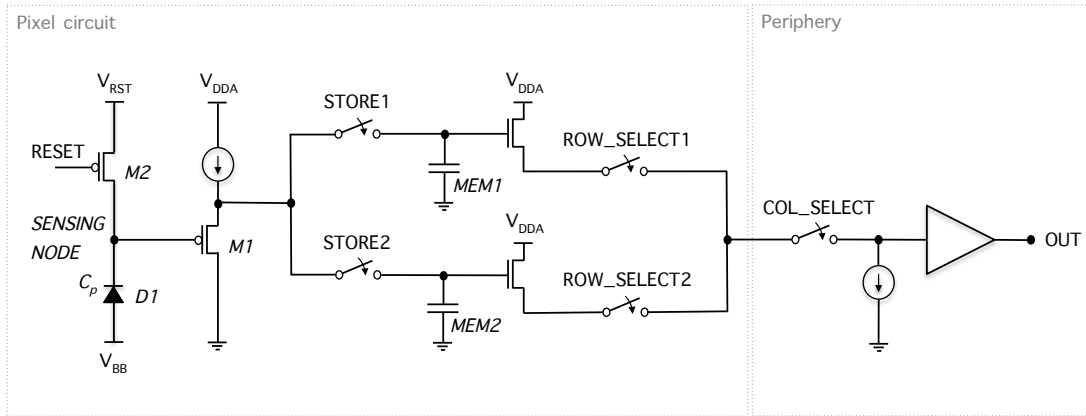 Pixel circuit
Periphery
V_RST
V_DDA
V_DDA
STORE1
ROW_SELECT1
RESET
M2
MEM1
SENSING
NODE
M1
COL_SELECT
OUT
STORE2
V_DDA
ROW_SELECT2
C_p
D1
MEM2
V_BB